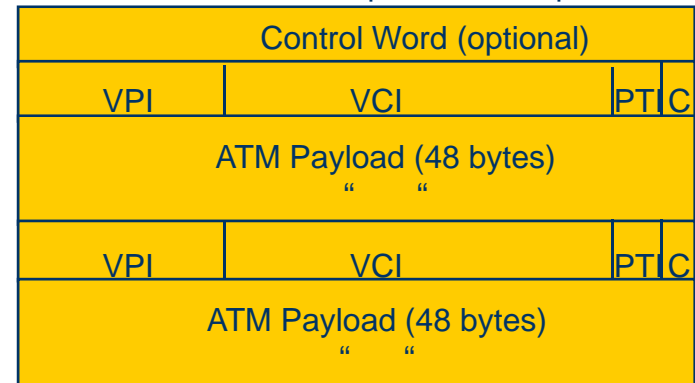 Control Word (optional)
VPI VCI PTI C
ATM Payload (48 bytes)
“ “
VPI VCI PTI C
ATM Payload (48 bytes)
“ “